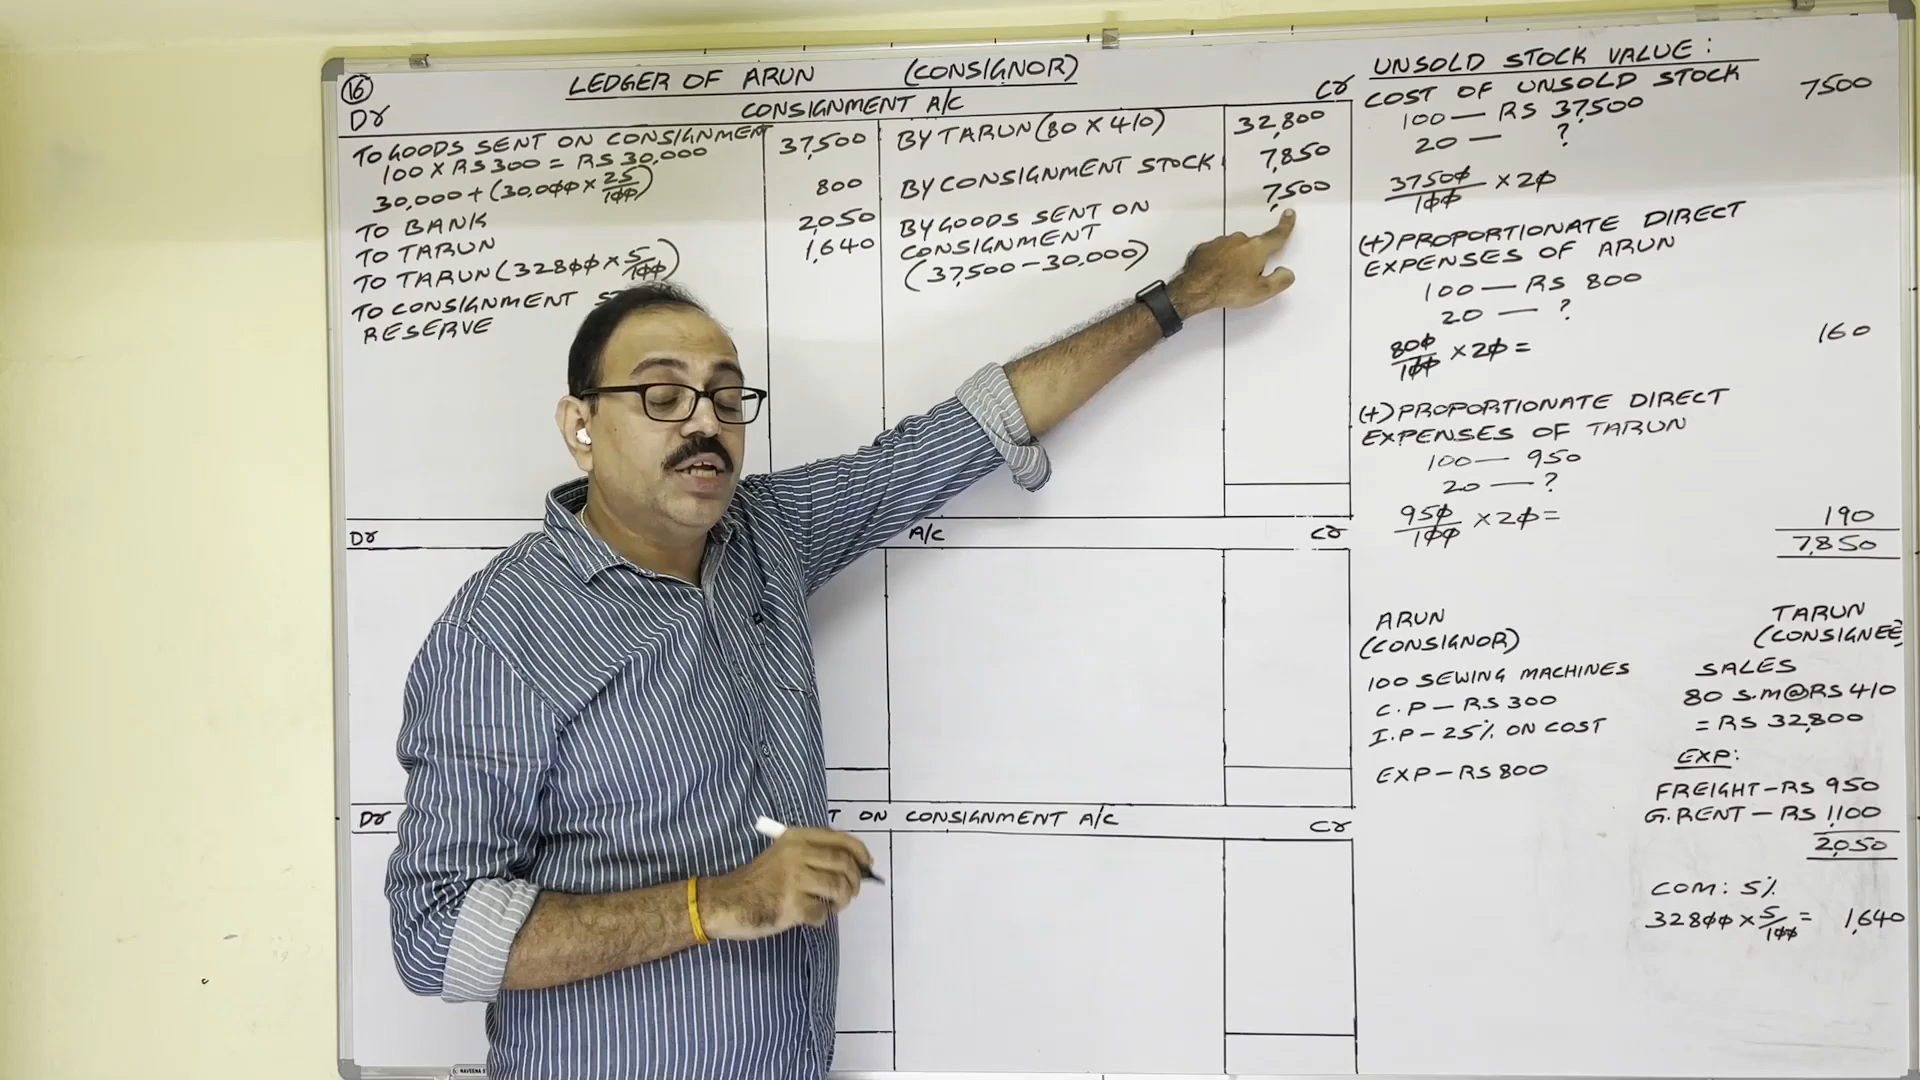 16
LEDGER OF ARUN (CONSIGNOR)
Dr CONSIGNMENT A/C Cr
TO GOODS SENT ON CONSIGNMENT 37,500
100 X RS 300 = RS 30,000
30,000 + (30,000 × 25/100)
TO BANK 800
TO TARUN 2,050
TO TARUN (32800 × 5/100) 1,640
TO CONSIGNMENT
RESERVE
BY TARUN (80 X 410) 32,800
BY CONSIGNMENT STOCK 7,850
BY GOODS SENT ON 7,500
CONSIGNMENT
(37,500 - 30,000)
Dr A/C Cr
Dr ON CONSIGNMENT A/C Cr
UNSOLD STOCK VALUE :
COST OF UNSOLD STOCK 7500
100 — RS 37,500
20 — ?
37500/100 × 20
(+) PROPORTIONATE DIRECT
EXPENSES OF ARUN
100 — RS 800
20 — ?
800/100 × 20 = 160
(+) PROPORTIONATE DIRECT
EXPENSES OF TARUN
100 — 950
20 — ?
950/100 × 20 = 190
7,850
ARUN
(CONSIGNOR)
100 SEWING MACHINES
C.P - RS 300
I.P - 25% ON COST
EXP - RS 800
TARUN
(CONSIGNEE)
SALES
80 S.M @ RS 410
= RS 32,800
EXP:
FREIGHT - RS 950
G.RENT - RS 1,100
2,050
COM: 5%
32800 × 5/100 = 1,640